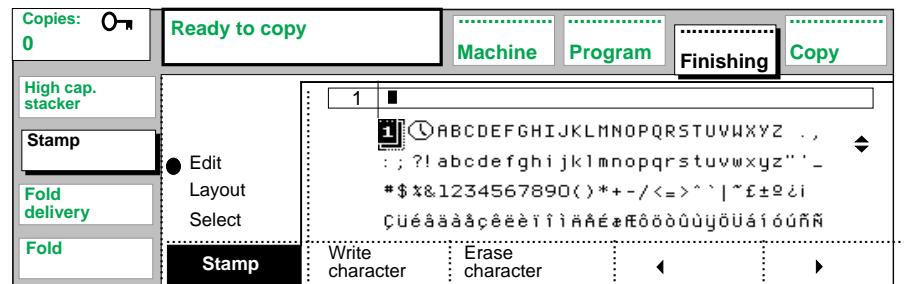 Copies:
0
Ready to copy
Machine
Program
Finishing
Copy
High cap.
stacker
Stamp
Fold
delivery
Fold
Edit
Layout
Select
Stamp
1
1 ABCDEFGHIJKLMNOPQRSTUVWXYZ .,
:;?!abcdefghijklmnopqrstuvwxyz"'_
#$%&1234567890()*+-/<=>^`|~£±º¿i
Write
character
Erase
character